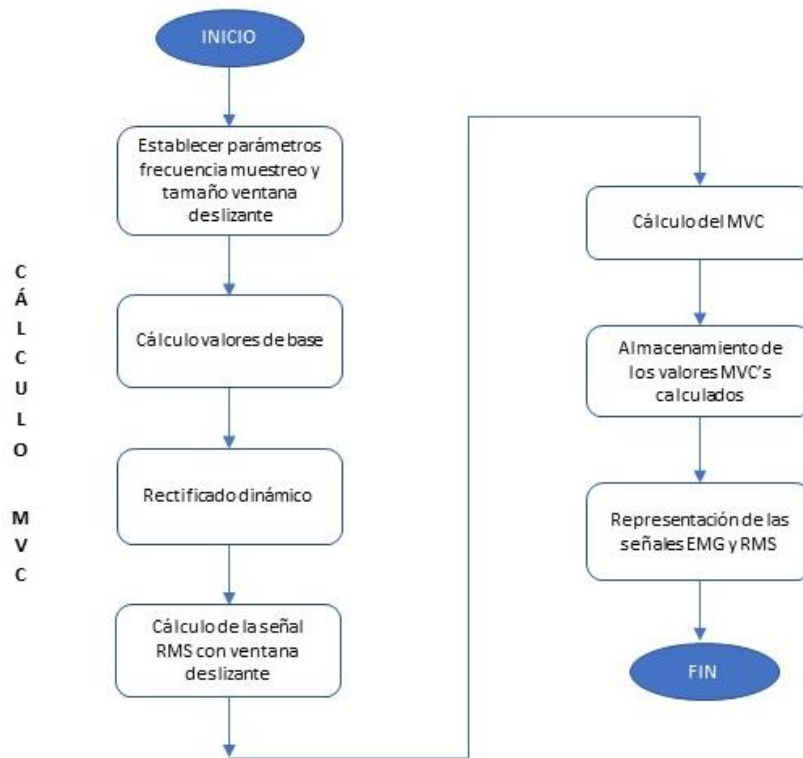 INICIO
Establecer parámetros
frecuencia muestreo y
tamaño ventana
deslizante
Cálculo valores de base
Rectificado dinámico
Cálculo de la señal
RMS con ventana
deslizante
CÁLCULO MVC
Cálculo del MVC
Almacenamiento de
los valores MVC’s
calculados
Representación de las
señales EMG y RMS
FIN